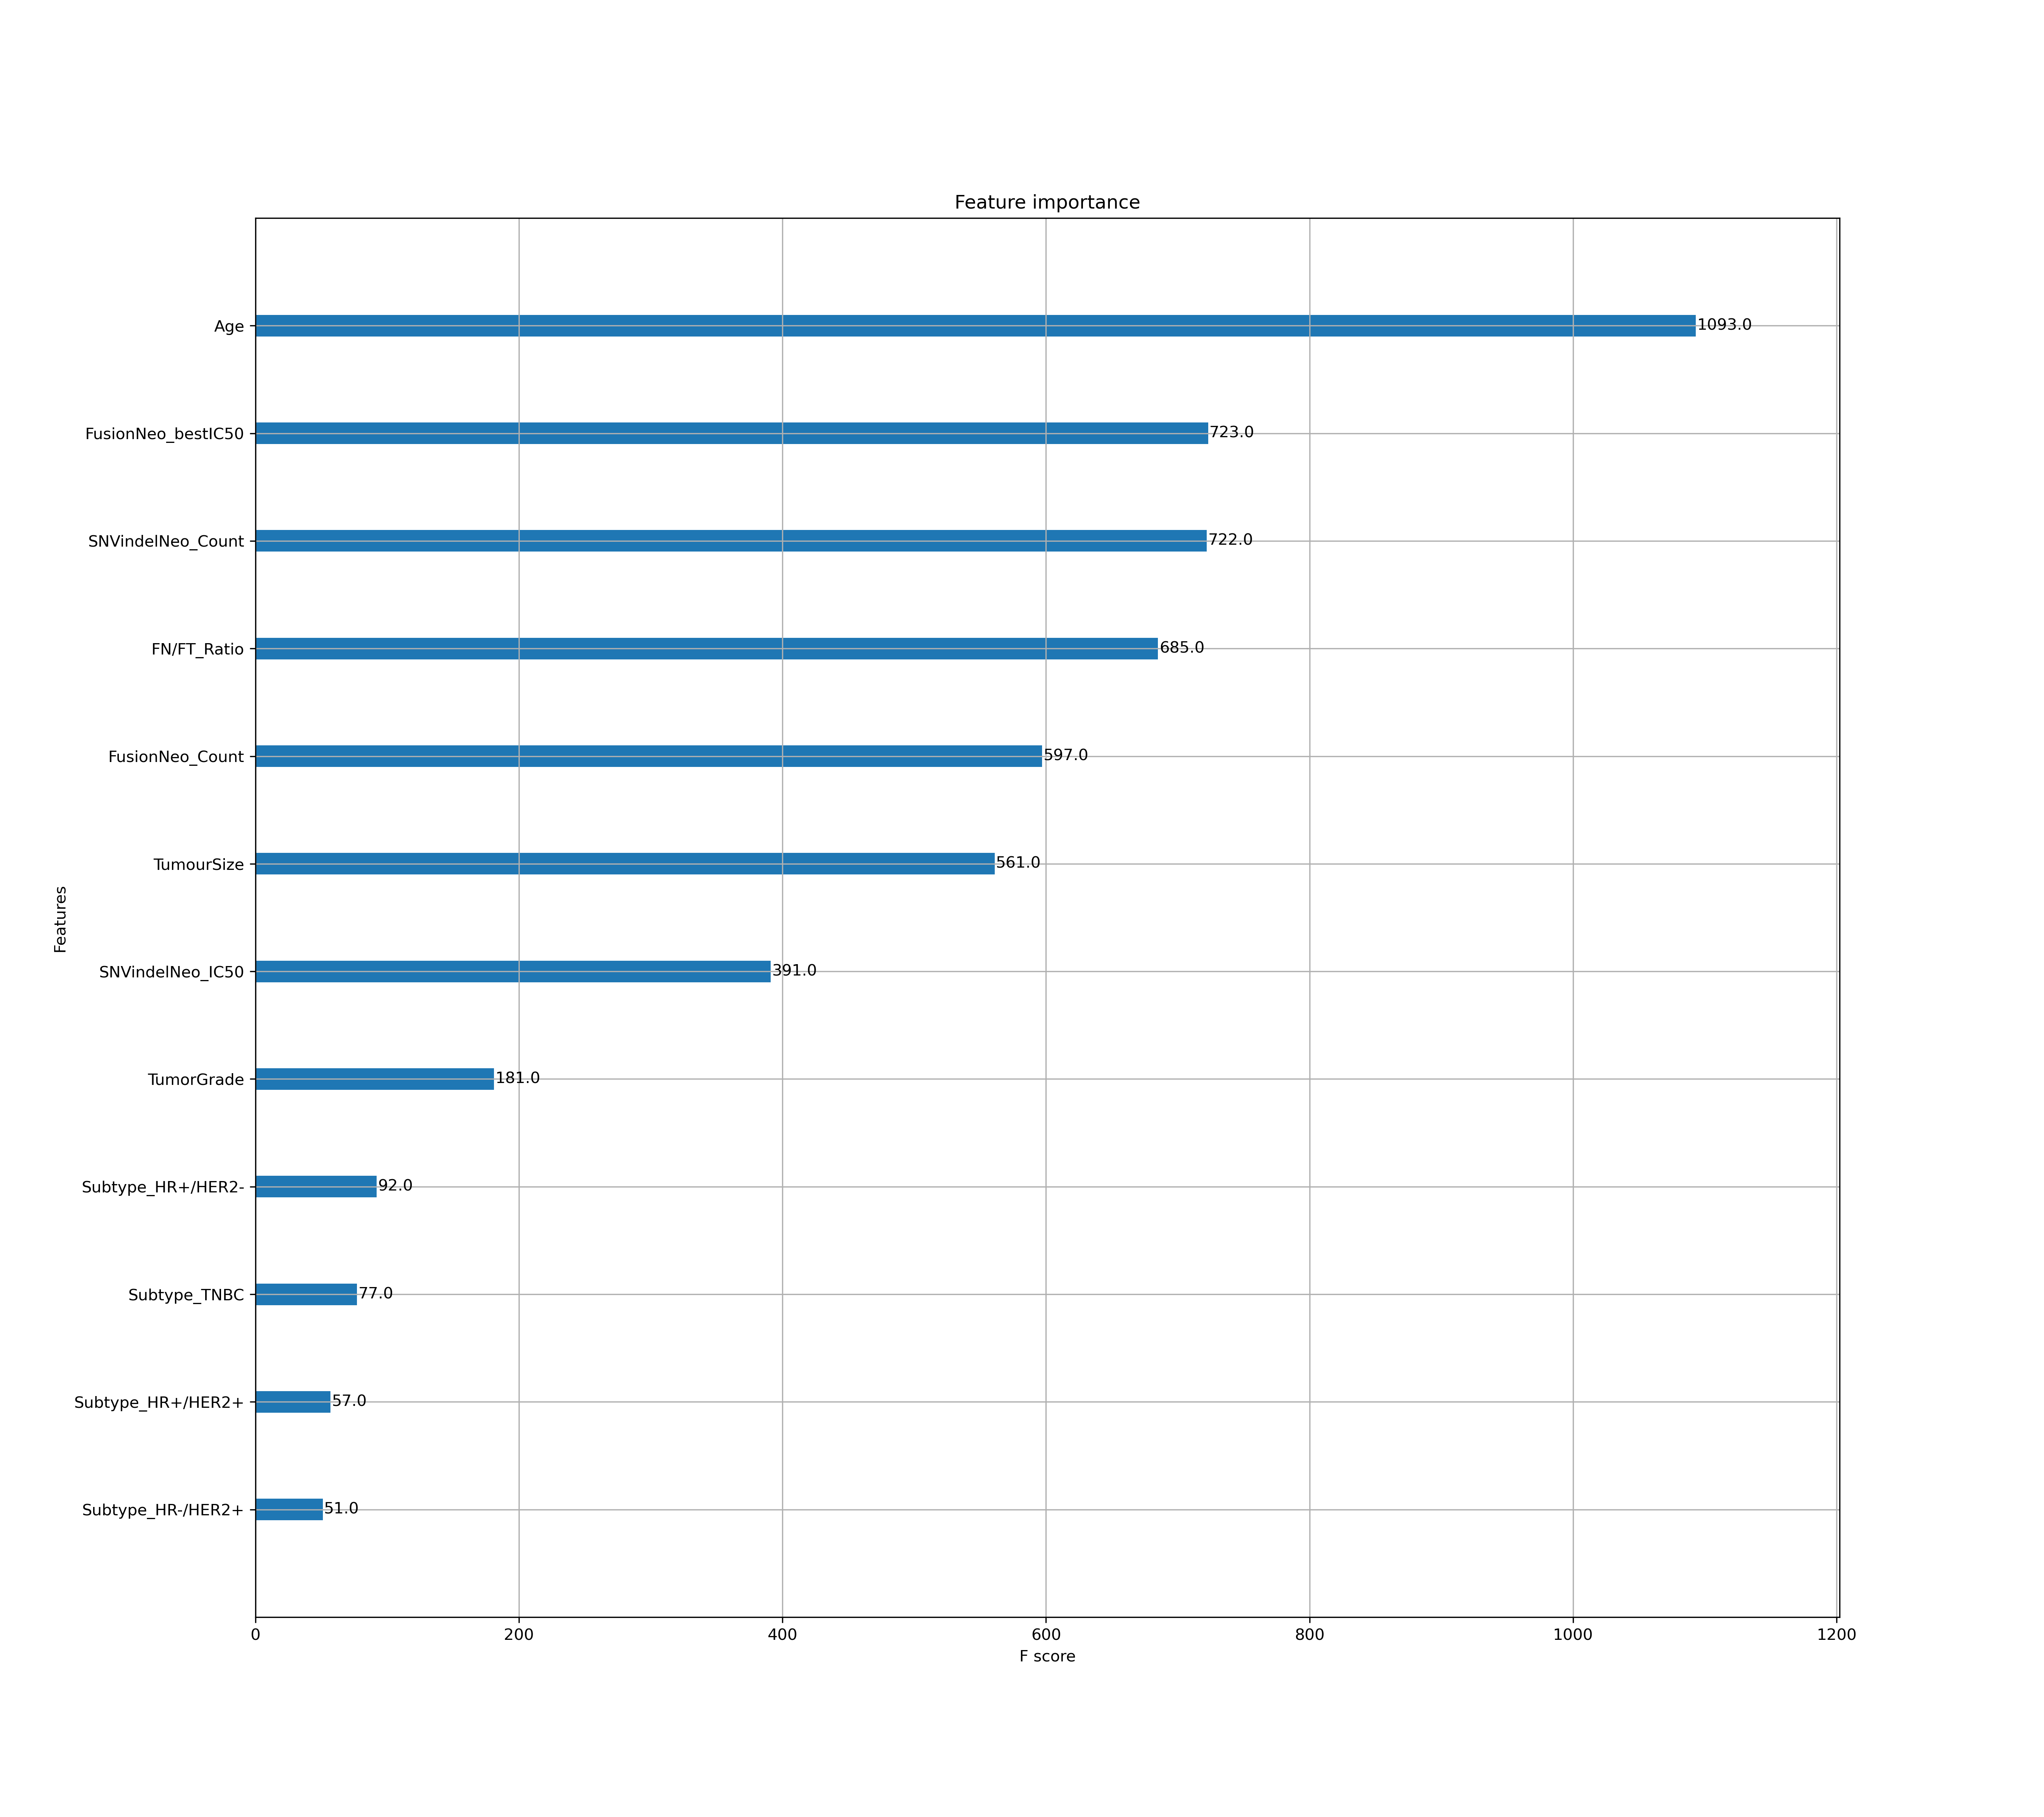 Feature importance
Age
1093.0
FusionNeo_bestIC50
723.0
SNVindelNeo_Count
722.0
FN/FT_Ratio
685.0
FusionNeo_Count
597.0
TumourSize
561.0
Features
SNVindelNeo_IC50
391.0
TumorGrade
181.0
Subtype_HR+/HER2-
92.0
Subtype_TNBC
77.0
Subtype_HR+/HER2+
57.0
Subtype_HR-/HER2+
51.0
0 200 400 600 800 1000 1200
F score